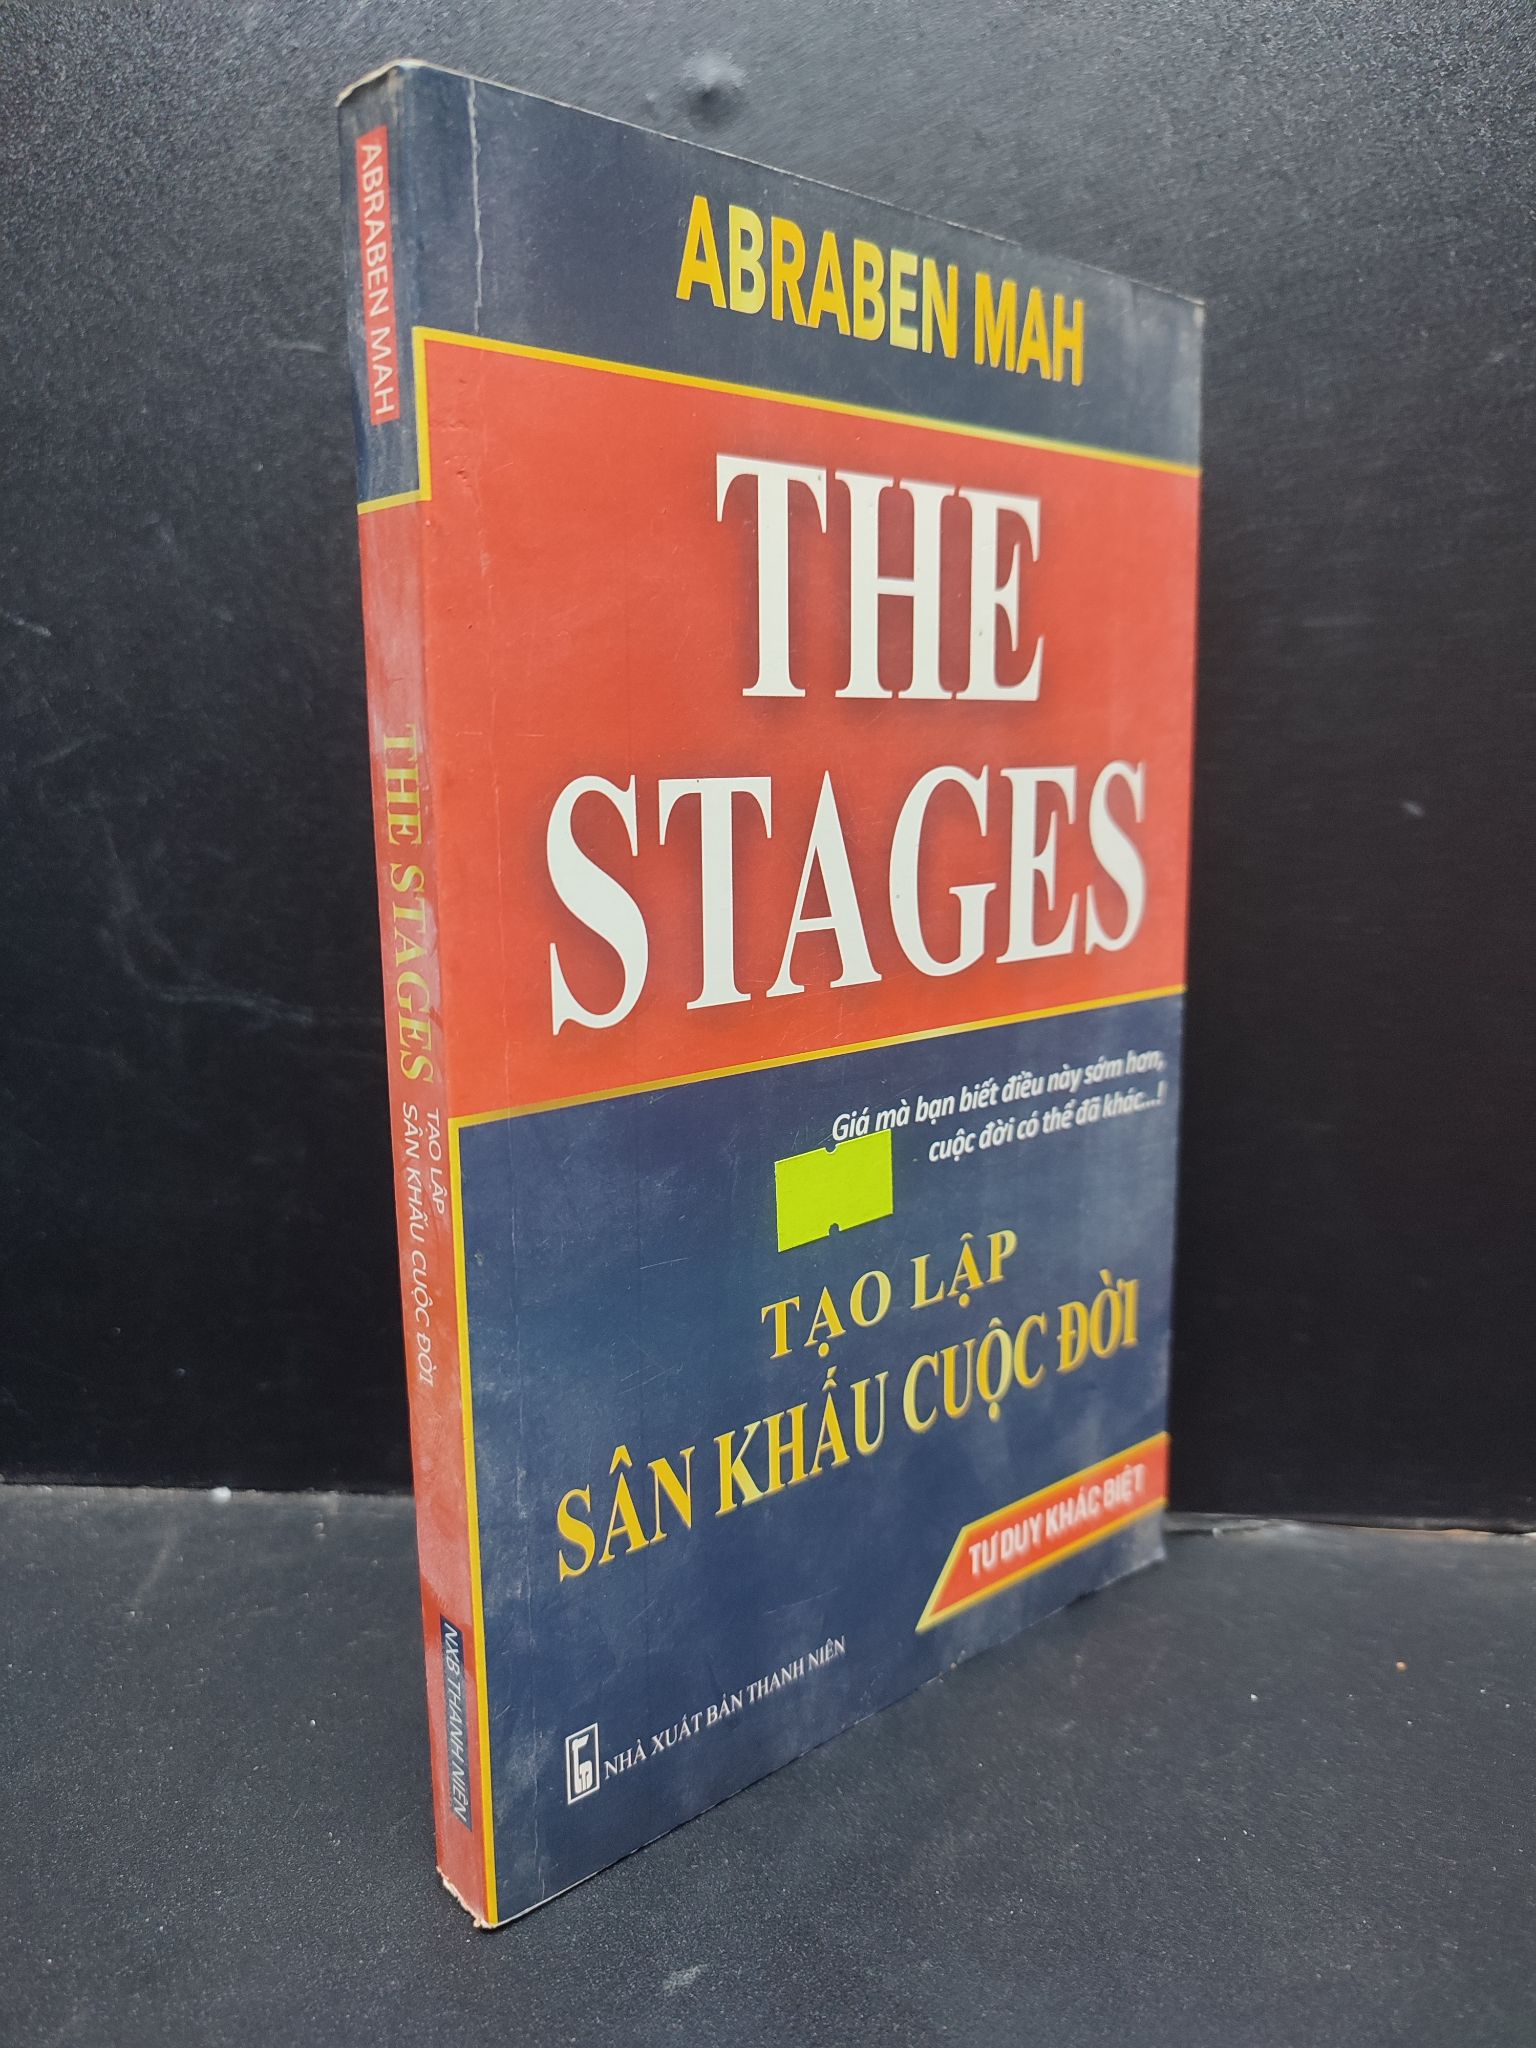 ABRABEN MAH
THE
STAGES
Giá mà bạn biết điều này sớm hơn,
cuộc đời có thể đã khác...!
TẠO LẬP
SÂN KHẤU CUỘC ĐỜI
TƯ DUY KHÁC BIỆT
NHÀ XUẤT BẢN THANH NIÊN
ABRABEN MAH
THE STAGES
TẠO LẬP
SÂN KHẤU CUỘC ĐỜI
NXB THANH NIÊN